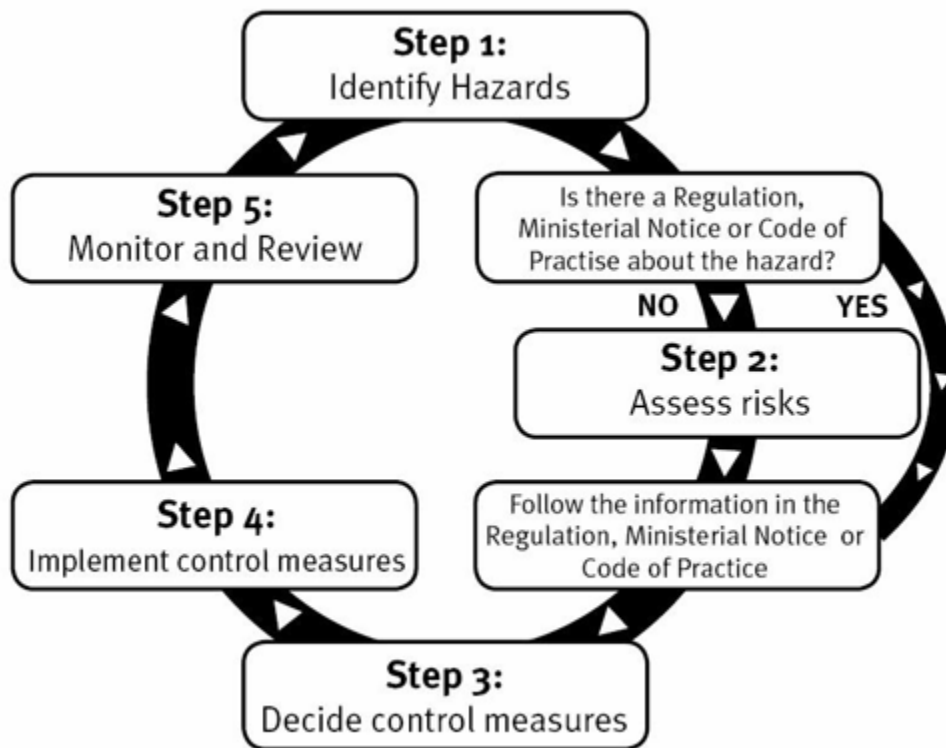 Step 1:
Identify Hazards
Is there a Regulation,
Ministerial Notice or Code of
Practise about the hazard?
NO
YES
Step 2:
Assess risks
Follow the information in the
Regulation, Ministerial Notice or
Code of Practice
Step 3:
Decide control measures
Step 4:
Implement control measures
Step 5:
Monitor and Review